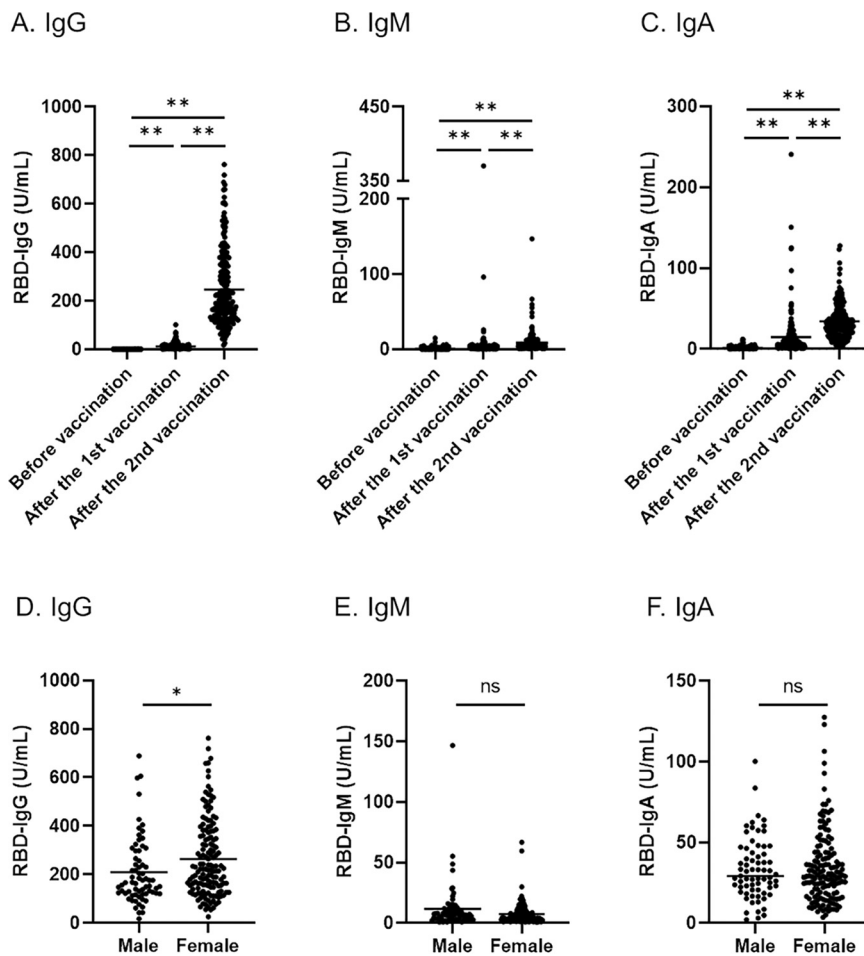 A. IgG
B. IgM
C. IgA
RBD-IgG (U/mL)
1000
800
600
400
200
0
**
**
**
Before vaccination
After the 1st vaccination
After the 2nd vaccination
RBD-IgM (U/mL)
450
350
200
100
0
**
**
**
Before vaccination
After the 1st vaccination
After the 2nd vaccination
RBD-IgA (U/mL)
300
200
100
0
**
**
**
Before vaccination
After the 1st vaccination
After the 2nd vaccination
D. IgG
E. IgM
F. IgA
RBD-IgG (U/mL)
1000
800
600
400
200
0
*
Male Female
RBD-IgM (U/mL)
200
150
100
50
0
ns
Male Female
RBD-IgA (U/mL)
150
100
50
0
ns
Male Female